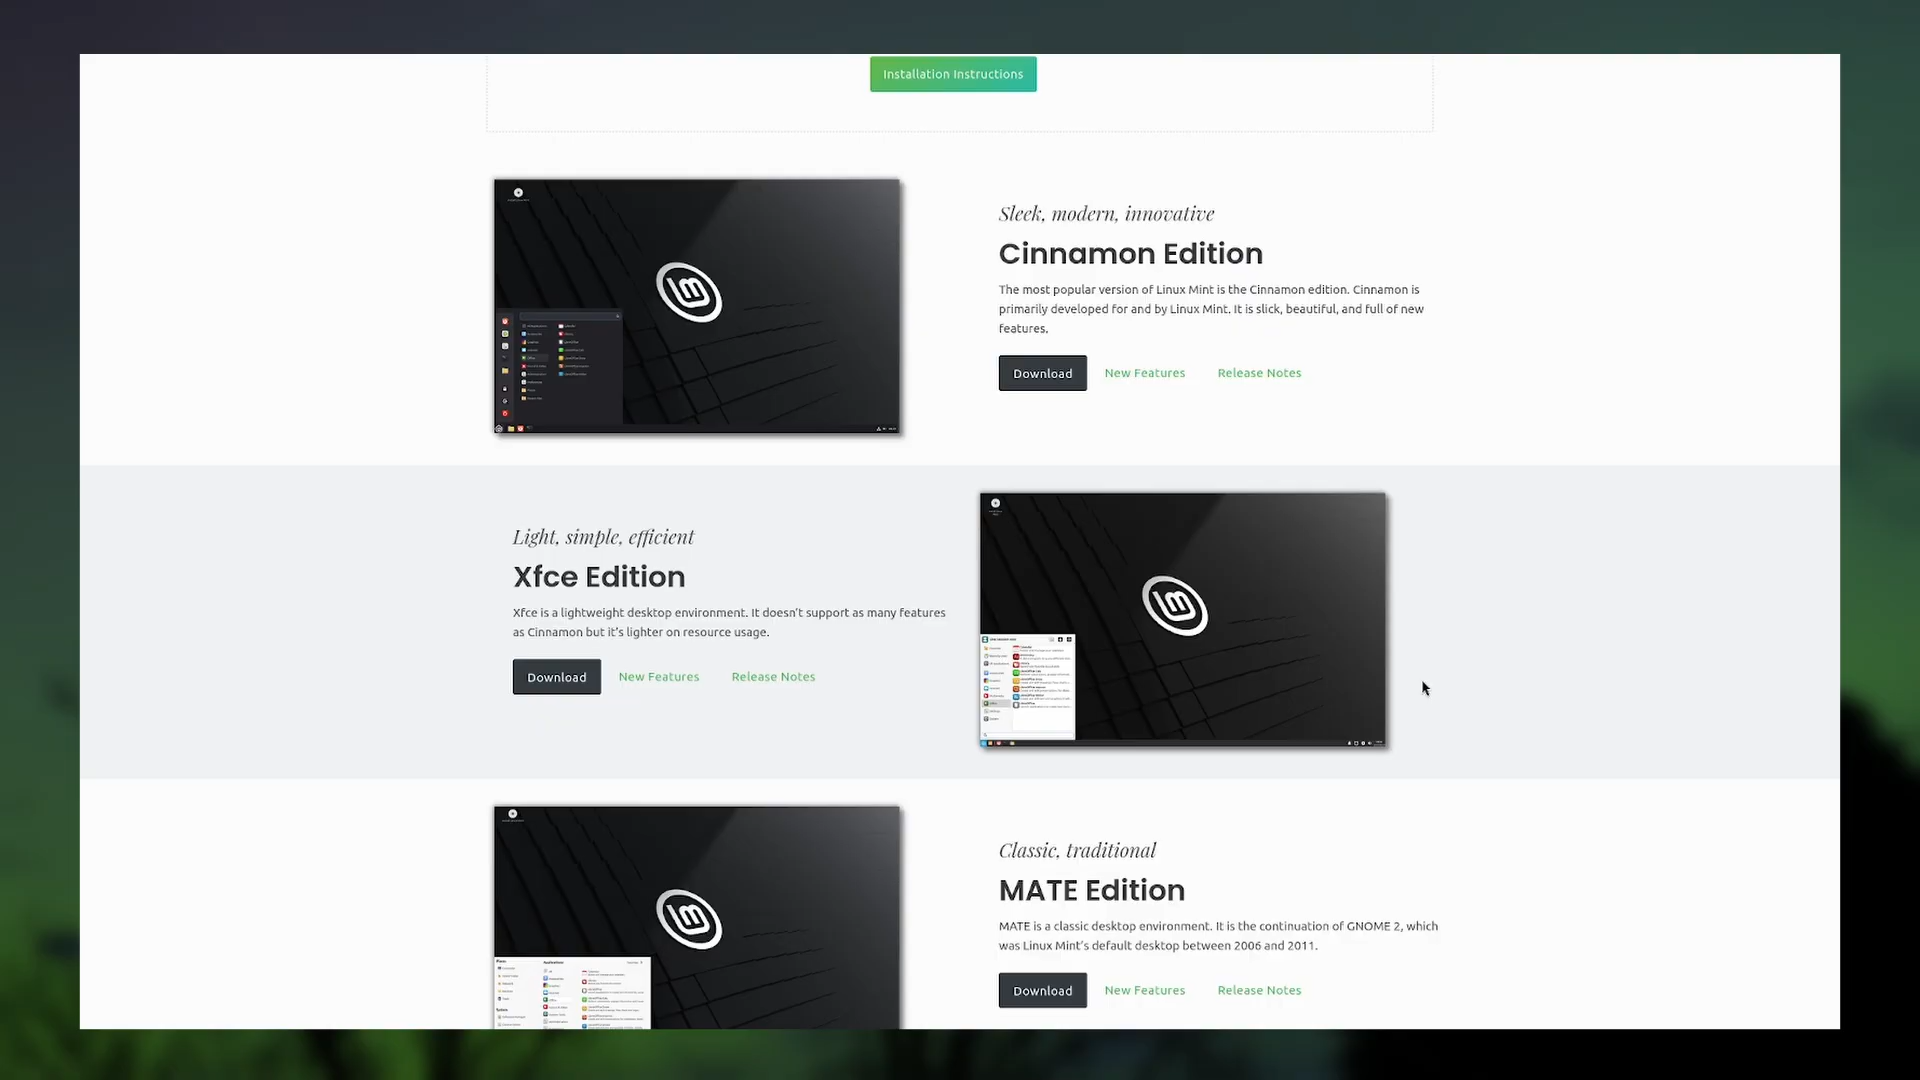 Installation Instructions
Sleek, modern, innovative
Cinnamon Edition
The most popular version of Linux Mint is the Cinnamon edition. Cinnamon is
primarily developed for and by Linux Mint. It is slick, beautiful, and full of new
features.
Download New Features Release Notes
Light, simple, efficient
Xfce Edition
Xfce is a lightweight desktop environment. It doesn't support as many features
as Cinnamon but it's lighter on resource usage.
Download New Features Release Notes
Classic, traditional
MATE Edition
MATE is a classic desktop environment. It is the continuation of GNOME 2, which
was Linux Mint's default desktop between 2006 and 2011.
Download New Features Release Notes